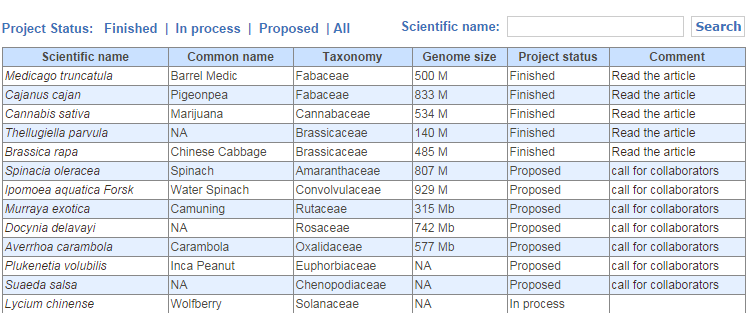 Project Status: Finished | In process | Proposed | All Scientific name: Search
Scientific name Common name Taxonomy Genome size Project status Comment
Medicago truncatula Barrel Medic Fabaceae 500 M Finished Read the article
Cajanus cajan Pigeonpea Fabaceae 833 M Finished Read the article
Cannabis sativa Marijuana Cannabaceae 534 M Finished Read the article
Thellugiella parvula NA Brassicaceae 140 M Finished Read the article
Brassica rapa Chinese Cabbage Brassicaceae 485 M Finished Read the article
Spinacia oleracea Spinach Amaranthaceae 807 M Proposed call for collaborators
Ipomoea aquatica Forsk Water Spinach Convolvulaceae 929 M Proposed call for collaborators
Murraya exotica Camuning Rutaceae 315 Mb Proposed call for collaborators
Docynia delavayi NA Rosaceae 742 Mb Proposed call for collaborators
Averrhoa carambola Carambola Oxalidaceae 577 Mb Proposed call for collaborators
Plukenetia volubilis Inca Peanut Euphorbiaceae NA Proposed call for collaborators
Suaeda salsa NA Chenopodiaceae NA Proposed call for collaborators
Lycium chinense Wolfberry Solanaceae NA In process